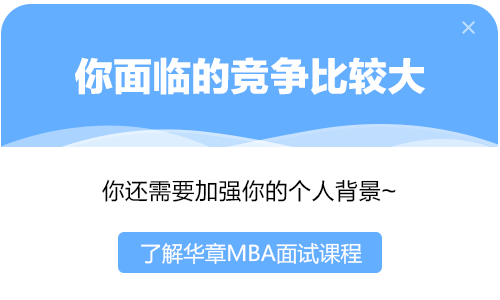 你面临的竞争比较大
你还需要加强你的个人背景~
了解华章MBA面试课程